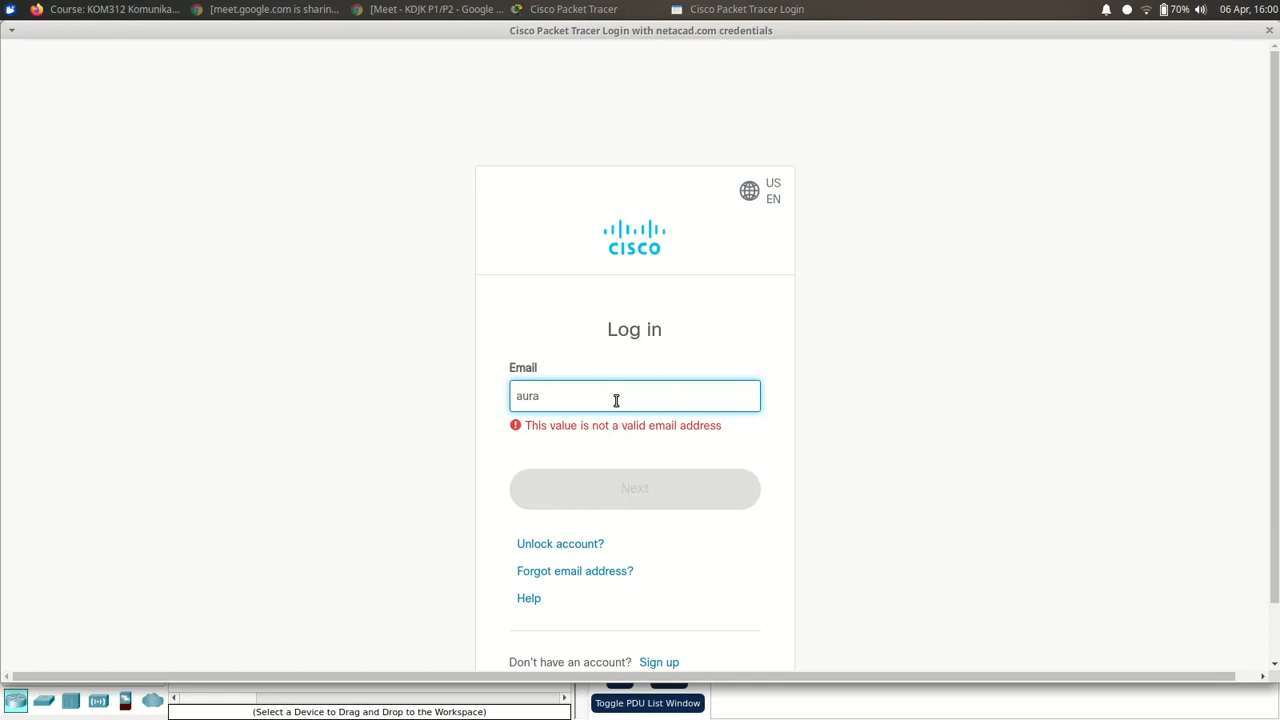 Course: KOM312 Komunika...
[meet.google.com is sharin...
[Meet - KDJK P1/P2 - Google ...
Cisco Packet Tracer
Cisco Packet Tracer Login
70%
06 Apr, 16:00
Cisco Packet Tracer Login with netacad.com credentials
US
EN
CISCO
Log in
Email
aura
This value is not a valid email address
Next
Unlock account?
Forgot email address?
Help
Don't have an account? Sign up
Toggle PDU List Window
(Select a Device to Drag and Drop to the Workspace)